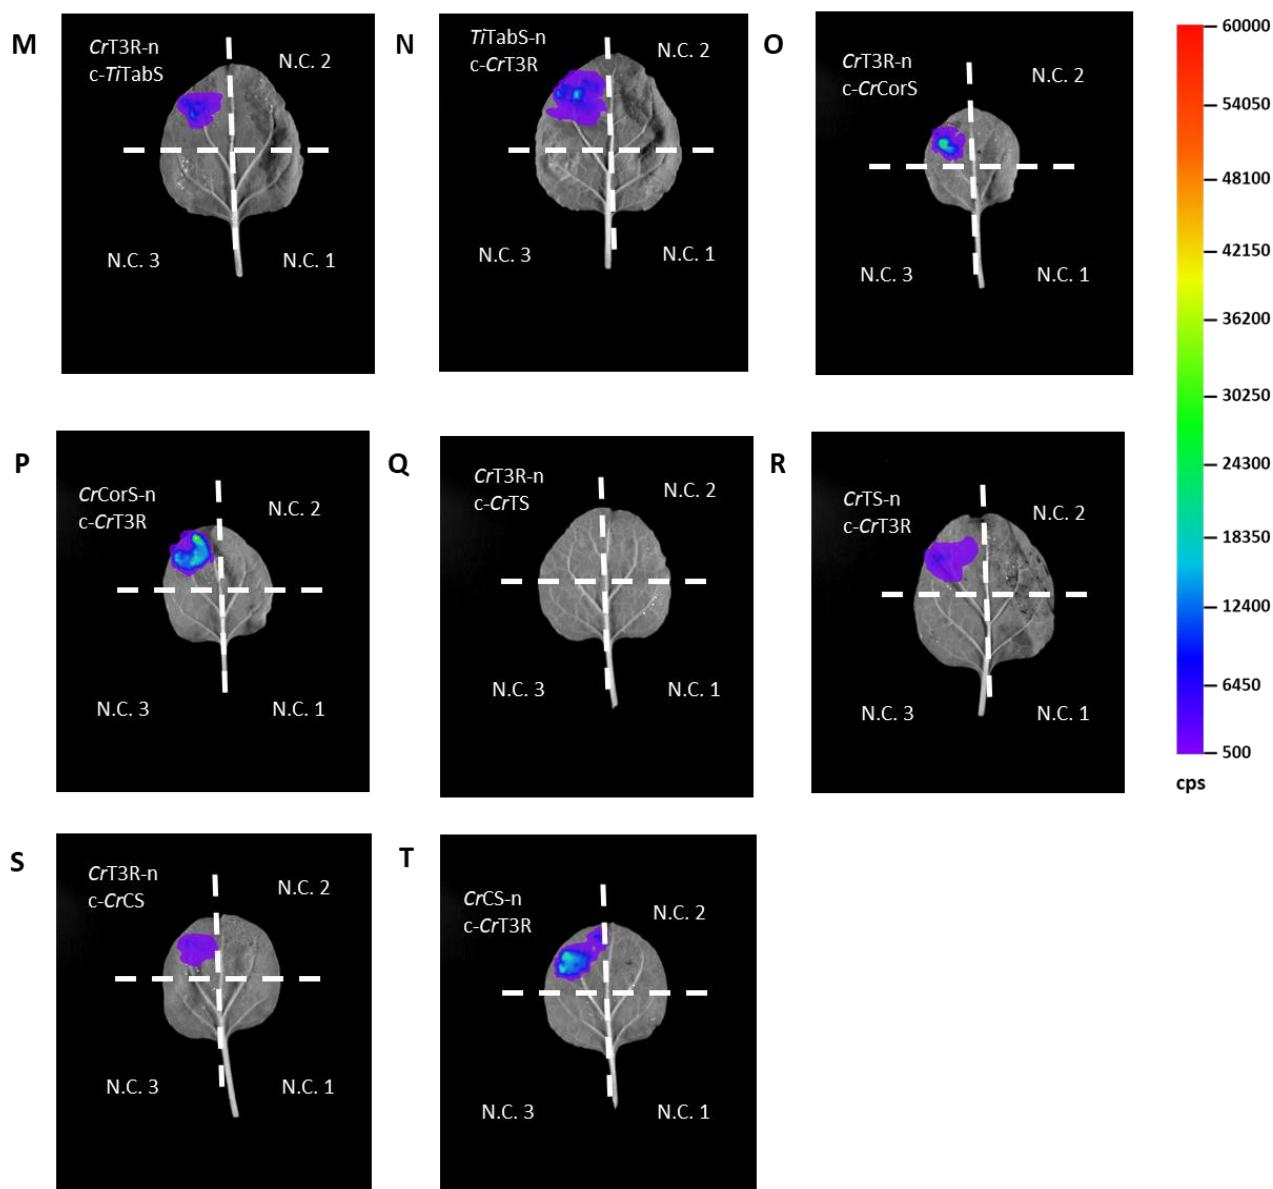 M
CrT3R-n
c-TiTabS
N.C. 2
N.C. 3
N.C. 1
N
TiTabS-n
c-CrT3R
N.C. 2
N.C. 3
N.C. 1
O
CrT3R-n
c-CrCorS
N.C. 2
N.C. 3
N.C. 1
60000
54050
48100
42150
36200
30250
24300
18350
12400
6450
500
cps
P
CrCorS-n
c-CrT3R
N.C. 2
N.C. 3
N.C. 1
Q
CrT3R-n
c-CrTS
N.C. 2
N.C. 3
N.C. 1
R
CrTS-n
c-CrT3R
N.C. 2
N.C. 3
N.C. 1
S
CrT3R-n
c-CrCS
N.C. 2
N.C. 3
N.C. 1
T
CrCS-n
c-CrT3R
N.C. 2
N.C. 3
N.C. 1